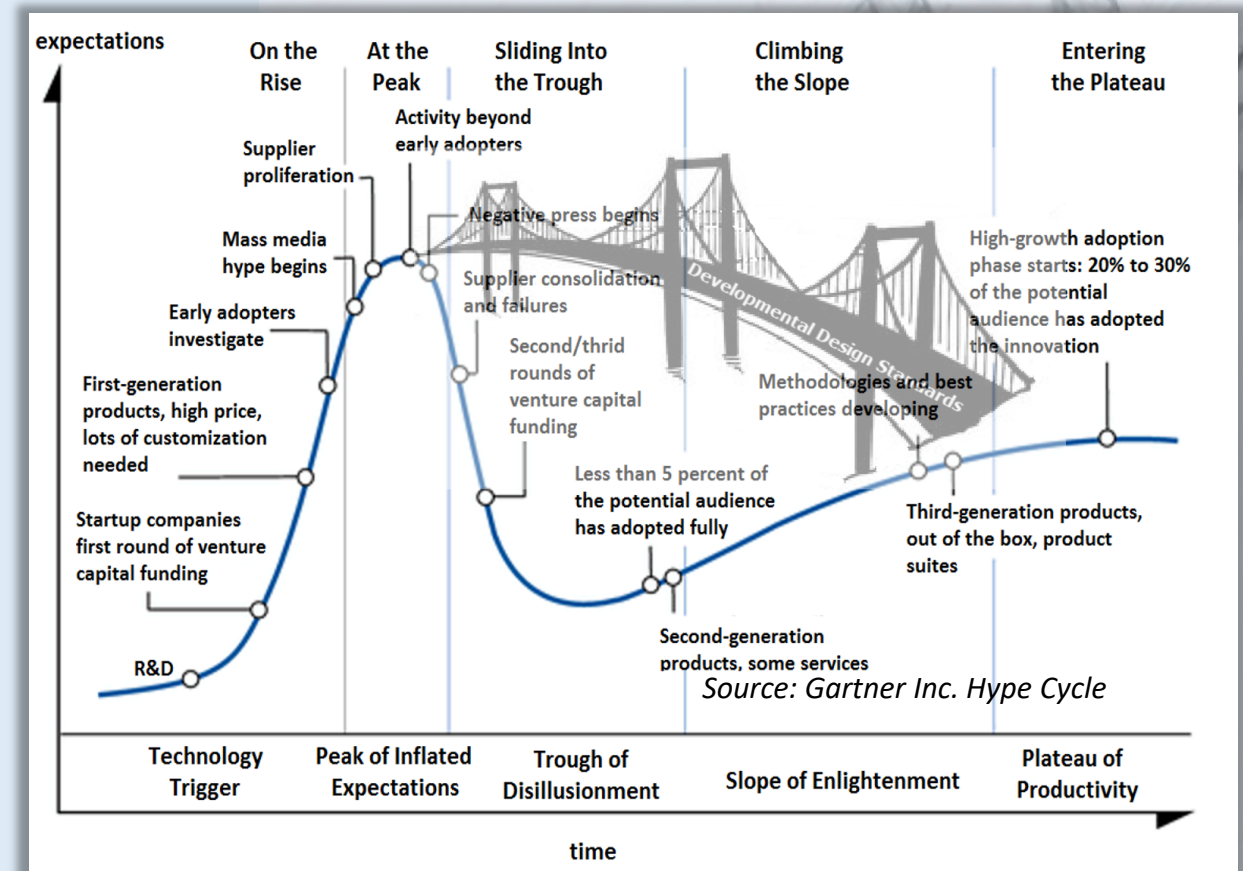 expectations
On the
Rise
At the
Peak
Sliding Into
the Trough
Climbing
the Slope
Entering
the Plateau
Activity beyond
early adopters
Supplier
proliferation
Negative press begins
Mass media
hype begins
Supplier consolidation
and failures
Early adopters
investigate
Second/thrid
rounds of
venture capital
funding
Developmental Design Standards
High-growth adoption
phase starts: 20% to 30%
of the potential
audience has adopted
the innovation
First-generation
products, high price,
lots of customization
needed
Methodologies and best
practices developing
Less than 5 percent of
the potential audience
has adopted fully
Startup companies
first round of venture
capital funding
Third-generation products,
out of the box, product
suites
R&D
Second-generation
products, some services
Source: Gartner Inc. Hype Cycle
Technology
Trigger
Peak of Inflated
Expectations
Trough of
Disillusionment
Slope of Enlightenment
Plateau of
Productivity
time